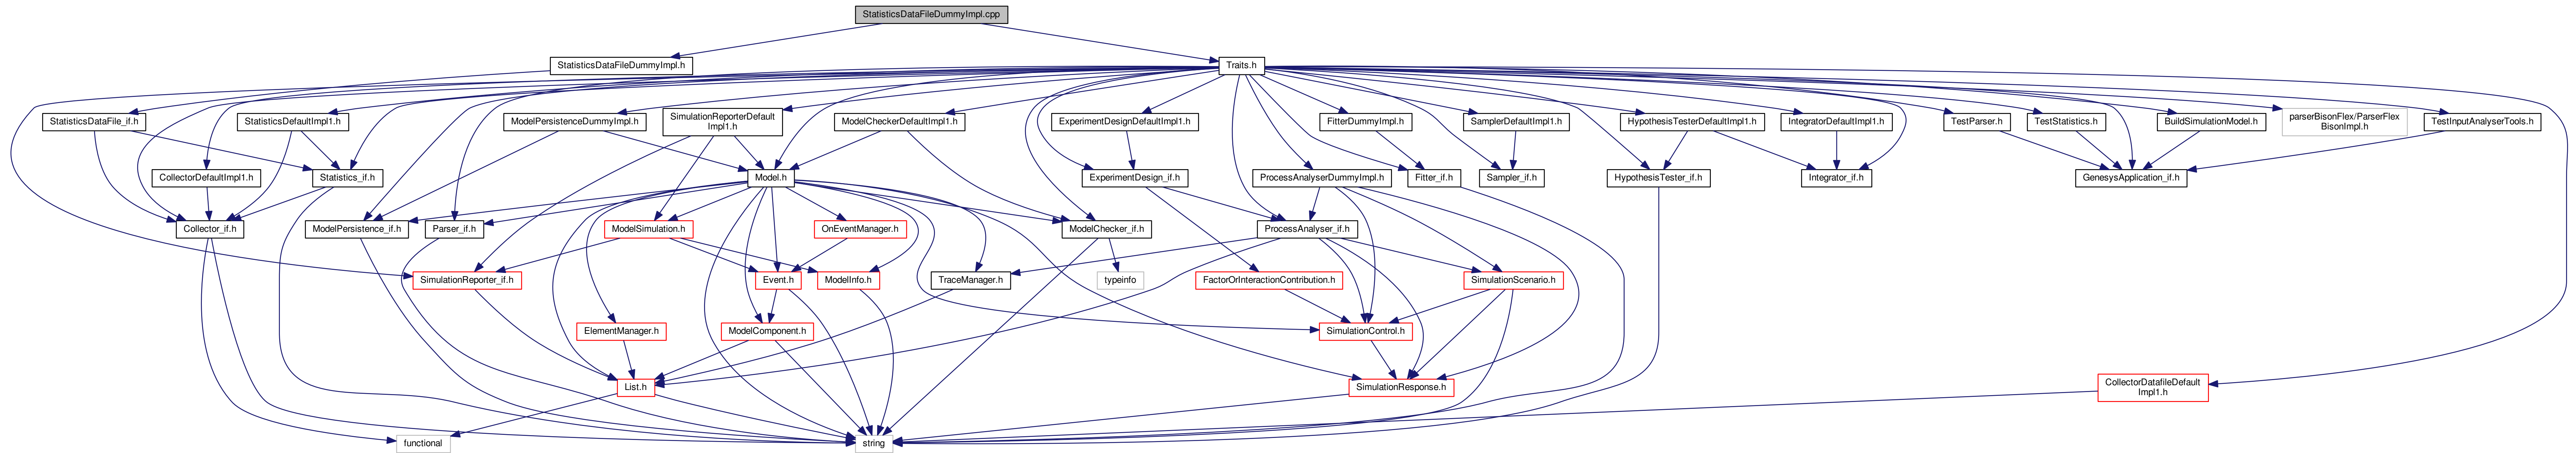 StatisticsDataFileDummyImpl.cpp
StatisticsDataFileDummyImpl.h
Traits.h
StatisticsDataFile_if.h
StatisticsDefaultImpl1.h
ModelPersistenceDummyImpl.h
SimulationReporterDefault
Impl1.h
ModelCheckerDefaultImpl1.h
ExperimentDesignDefaultImpl1.h
FitterDummyImpl.h
SamplerDefaultImpl1.h
HypothesisTesterDefaultImpl1.h
IntegratorDefaultImpl1.h
TestParser.h
TestStatistics.h
BuildSimulationModel.h
parserBisonFlex/ParserFlex
BisonImpl.h
TestInputAnalyserTools.h
CollectorDefaultImpl1.h
Statistics_if.h
Model.h
ExperimentDesign_if.h
ProcessAnalyserDummyImpl.h
Fitter_if.h
Sampler_if.h
HypothesisTester_if.h
Integrator_if.h
GenesysApplication_if.h
Collector_if.h
ModelPersistence_if.h
Parser_if.h
ModelSimulation.h
OnEventManager.h
ModelChecker_if.h
ProcessAnalyser_if.h
SimulationReporter_if.h
Event.h
ModelInfo.h
TraceManager.h
typeinfo
FactorOrInteractionContribution.h
SimulationScenario.h
ElementManager.h
ModelComponent.h
SimulationControl.h
List.h
SimulationResponse.h
CollectorDatafileDefault
Impl1.h
functional
string